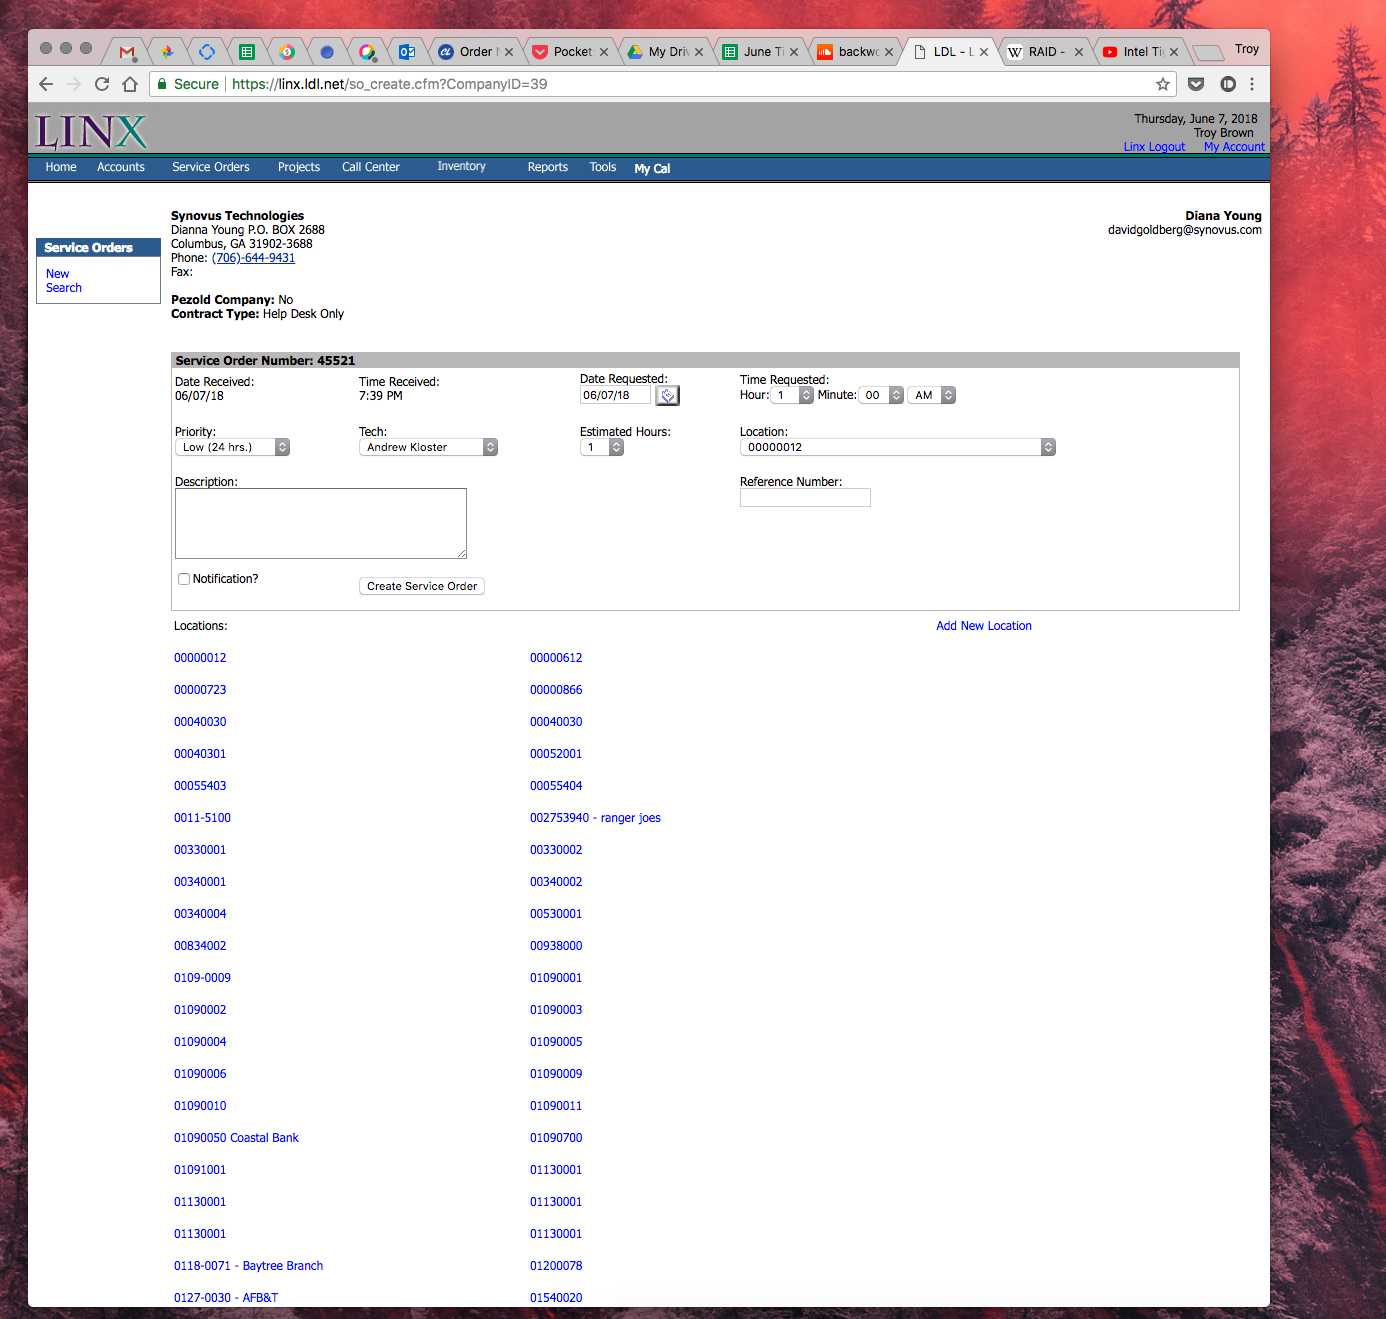 Order
Pocket
My Driv
June Ti
backwo
LDL - L
RAID -
Intel Tig
Troy
Secure https://linx.ldl.net/so_create.cfm?CompanyID=39
LINX
Thursday, June 7, 2018
Troy Brown
Linx Logout My Account
Home Accounts Service Orders Projects Call Center Inventory Reports Tools My Cal
Synovus Technologies
Dianna Young P.O. BOX 2688
Columbus, GA 31902-3688
Phone: (706)-644-9431
Fax:
Diana Young
davidgoldberg@synovus.com
Service Orders
New
Search
Pezold Company: No
Contract Type: Help Desk Only
Service Order Number: 45521
Date Received: Time Received: Date Requested: Time Requested:
06/07/18 7:39 PM 06/07/18 Hour: 1 Minute: 00 AM
Priority: Tech: Estimated Hours: Location:
Low (24 hrs.) Andrew Kloster 1 00000012
Description: Reference Number:
Notification? Create Service Order
Locations: Add New Location
00000012 00000612
00000723 00000866
00040030 00040030
00040301 00052001
00055403 00055404
0011-5100 002753940 - ranger joes
00330001 00330002
00340001 00340002
00340004 00530001
00834002 00938000
0109-0009 01090001
01090002 01090003
01090004 01090005
01090006 01090009
01090010 01090011
01090050 Coastal Bank 01090700
01091001 01130001
01130001 01130001
01130001 01130001
0118-0071 - Baytree Branch 01200078
0127-0030 - AFB&T 01540020